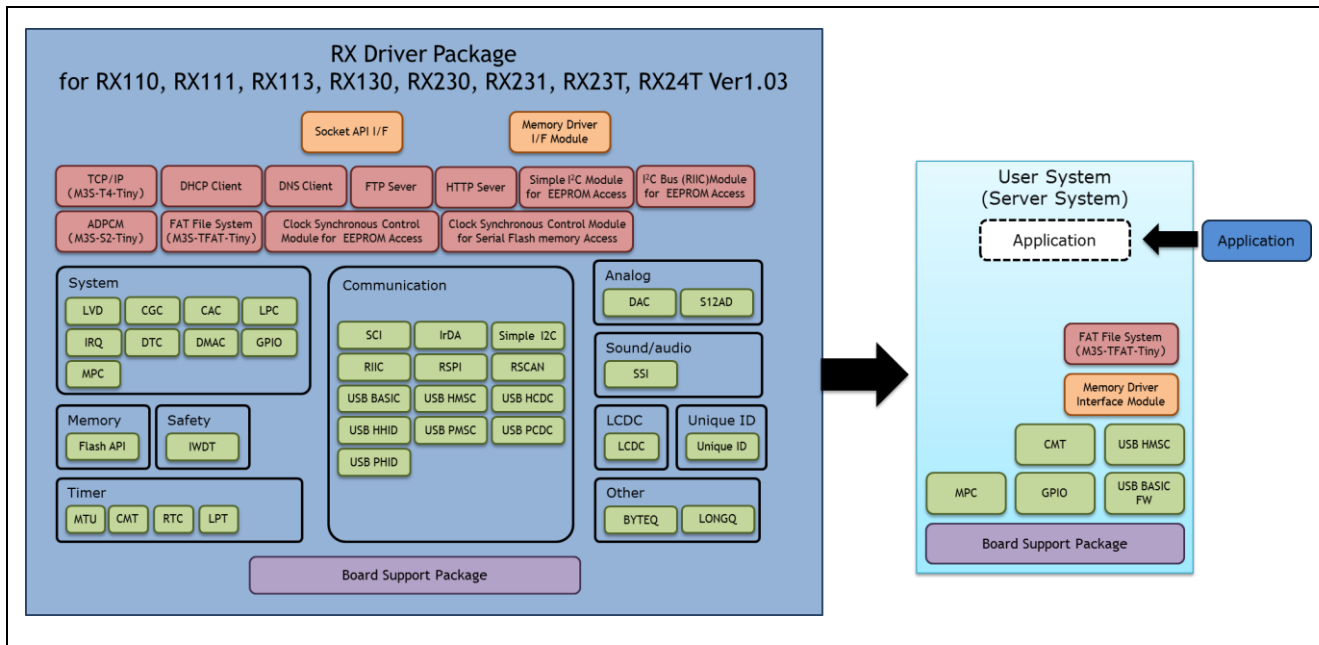 RX Driver Package
for RX110, RX111, RX113, RX130, RX230, RX231, RX23T, RX24T Ver1.03
Socket API I/F
Memory Driver
I/F Module
TCP/IP
(M3S-T4-Tiny)
DHCP Client
DNS Client
FTP Sever
HTTP Sever
Simple I²C Module
for EEPROM Access
I²C Bus (RIIC)Module
for EEPROM Access
ADPCM
(M3S-S2-Tiny)
FAT File System
(M3S-TFAT-Tiny)
Clock Synchronous Control
Module for EEPROM Access
Clock Synchronous Control Module
for Serial Flash memory Access
System
LVD
CGC
CAC
LPC
IRQ
DTC
DMAC
GPIO
MPC
Memory
Flash API
Safety
IWDT
Timer
MTU
CMT
RTC
LPT
Communication
SCI
IrDA
Simple I2C
RIIC
RSPI
RSCAN
USB BASIC
USB HMSC
USB HCDC
USB HHID
USB PMSC
USB PCDC
USB PHID
Analog
DAC
S12AD
Sound/audio
SSI
LCDC
LCDC
Unique ID
Unique ID
Other
BYTEQ
LONGQ
Board Support Package
User System
(Server System)
Application
Application
FAT File System
(M3S-TFAT-Tiny)
Memory Driver
Interface Module
CMT
USB HMSC
MPC
GPIO
USB BASIC
FW
Board Support Package